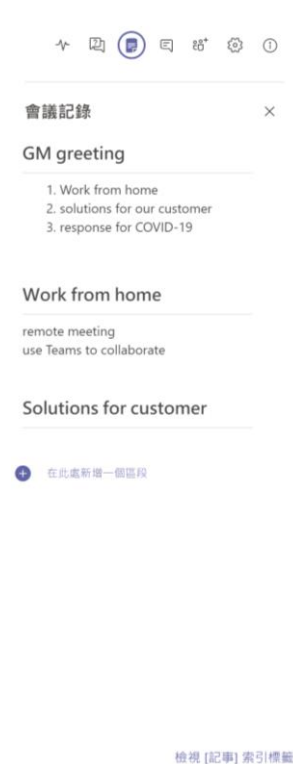 會議記錄
GM greeting
1. Work from home
2. solutions for our customer
3. response for COVID-19
Work from home
remote meeting
use Teams to collaborate
Solutions for customer
在此處新增一個區段
檢視 [記事] 索引標籤